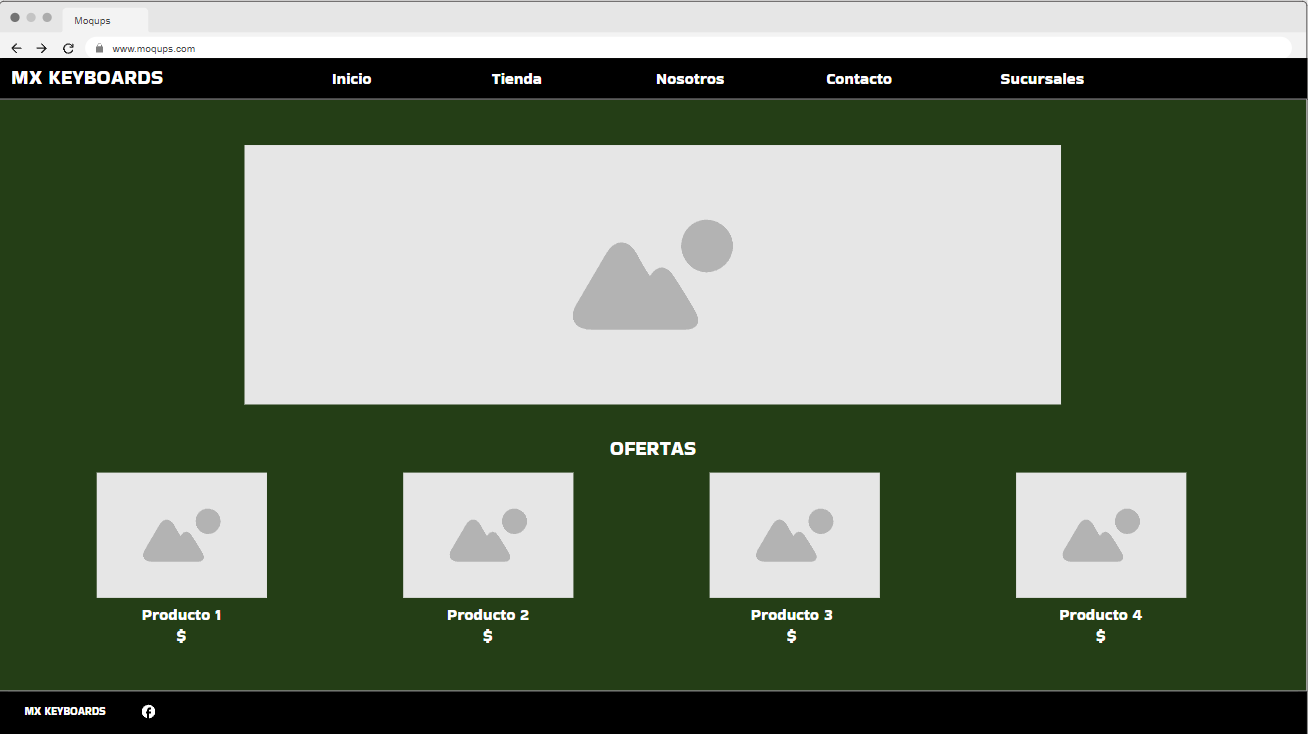 Moqups
www.moqups.com
MX KEYBOARDS Inicio Tienda Nosotros Contacto Sucursales
OFERTAS
Producto 1 Producto 2 Producto 3 Producto 4
$ $ $ $
MX KEYBOARDS